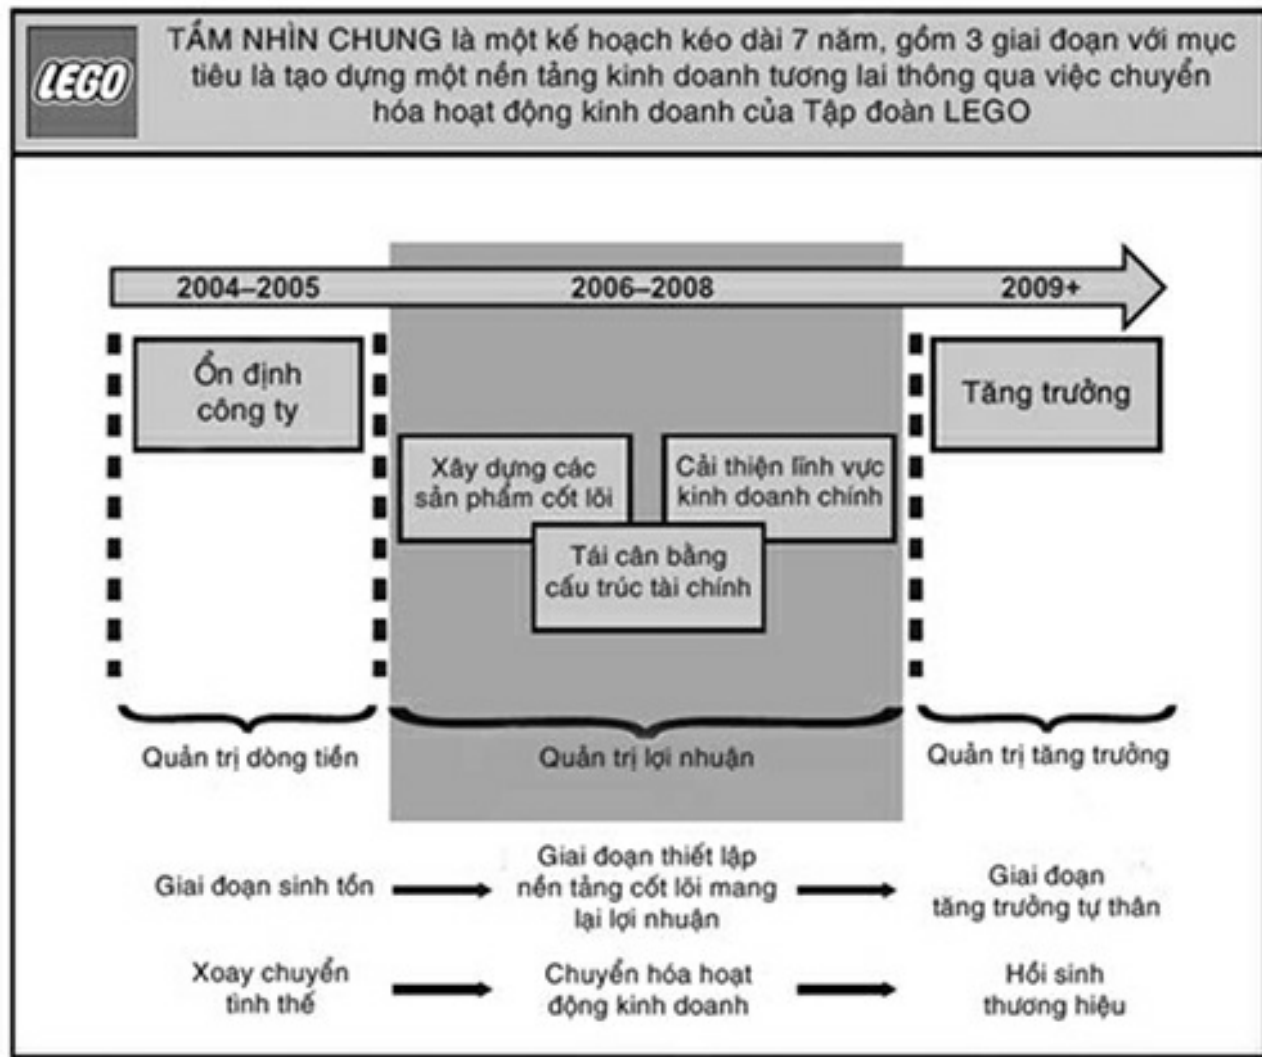 LEGO
TẦM NHÌN CHUNG là một kế hoạch kéo dài 7 năm, gồm 3 giai đoạn với mục
tiêu là tạo dựng một nền tảng kinh doanh tương lai thông qua việc chuyển
hóa hoạt động kinh doanh của Tập đoàn LEGO
2004–2005
2006–2008
2009+
Ổn định
công ty
Xây dựng các
sản phẩm cốt lõi
Cải thiện lĩnh vực
kinh doanh chính
Tái cân bằng
cấu trúc tài chính
Tăng trưởng
Quản trị dòng tiền
Quản trị lợi nhuận
Quản trị tăng trưởng
Giai đoạn sinh tồn
Giai đoạn thiết lập
nền tảng cốt lõi mang
lại lợi nhuận
Giai đoạn
tăng trưởng tự thân
Xoay chuyển
tình thế
Chuyển hóa hoạt
động kinh doanh
Hồi sinh
thương hiệu